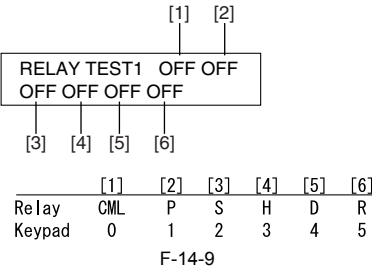 [1] [2]
RELAY TEST1 OFF OFF
OFF OFF OFF OFF
[3] [4] [5] [6]
[1] [2] [3] [4] [5] [6]
Relay CML P S H D R
Keypad 0 1 2 3 4 5
F-14-9